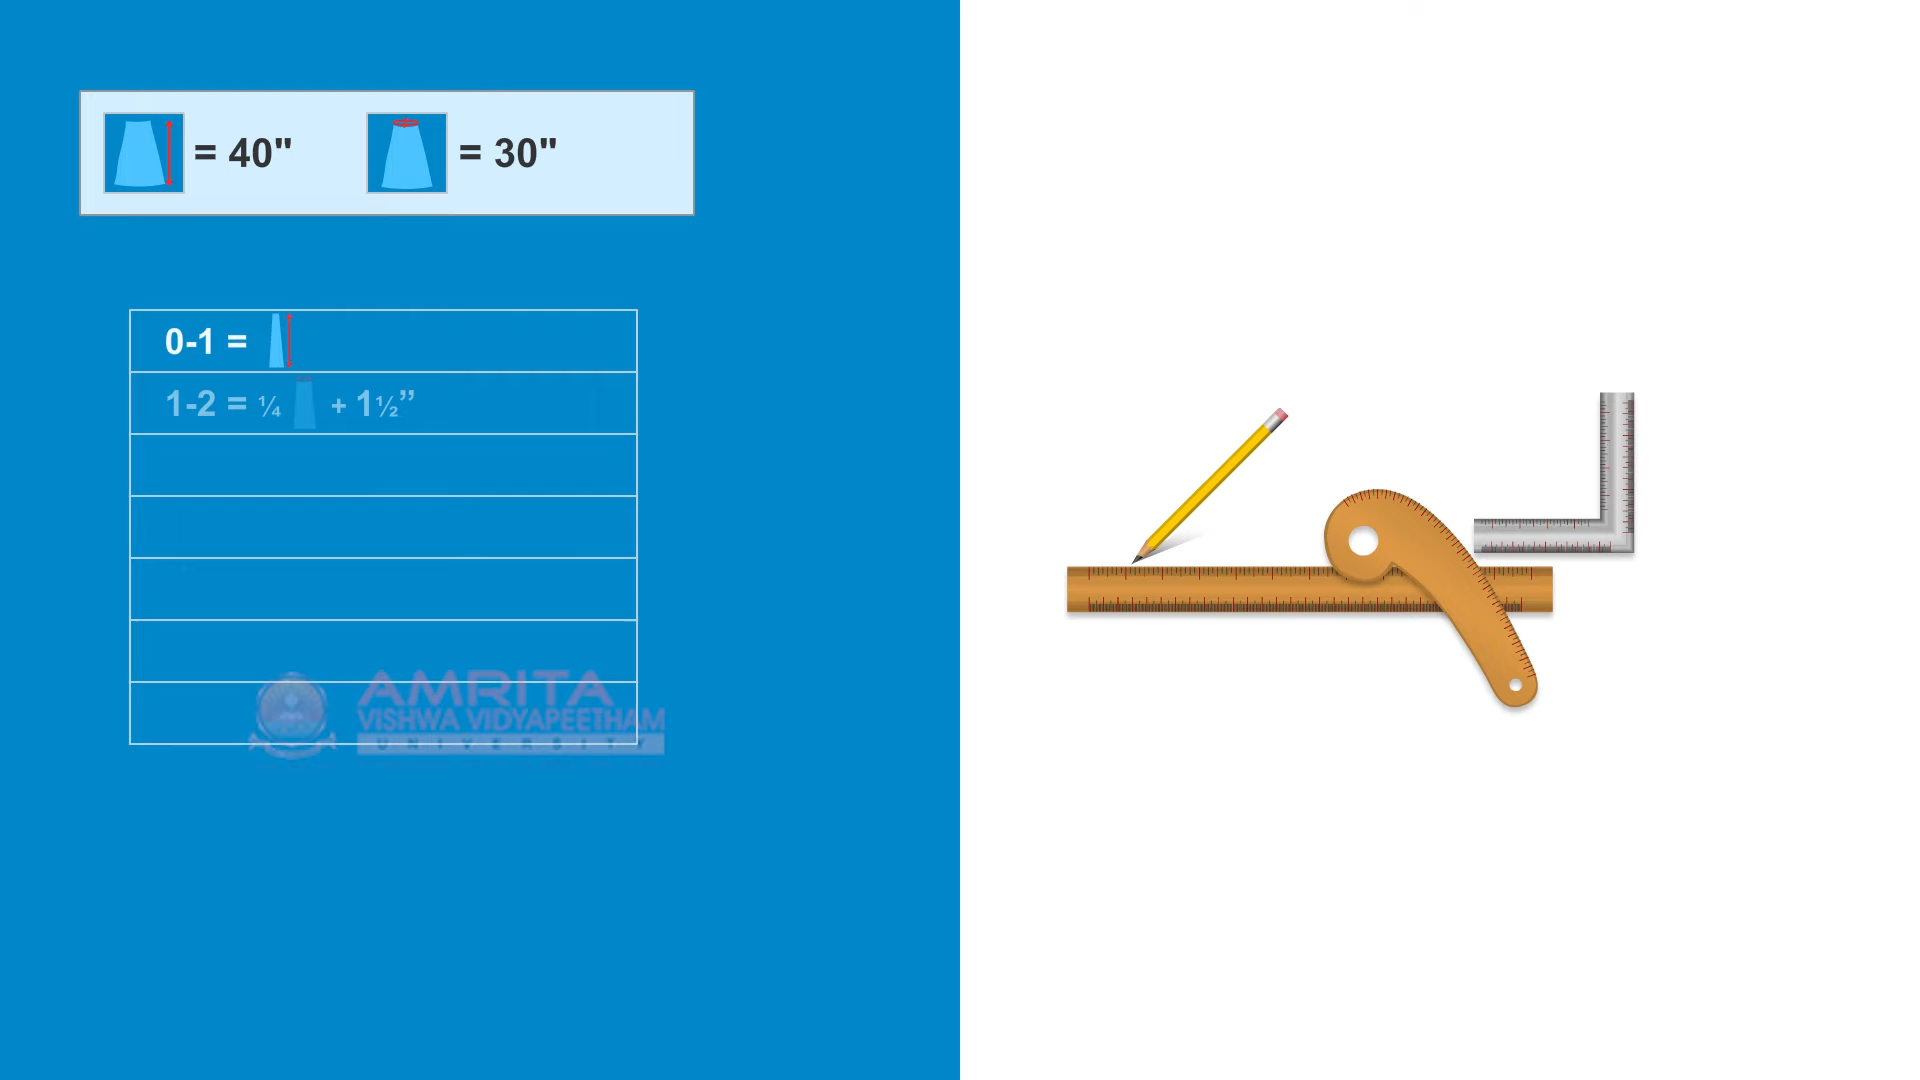 = 40" = 30"
0-1 =
1-2 = ¼ + 1½”
AMRITA
VISHWA VIDYAPEETHAM
UNIVERSITY